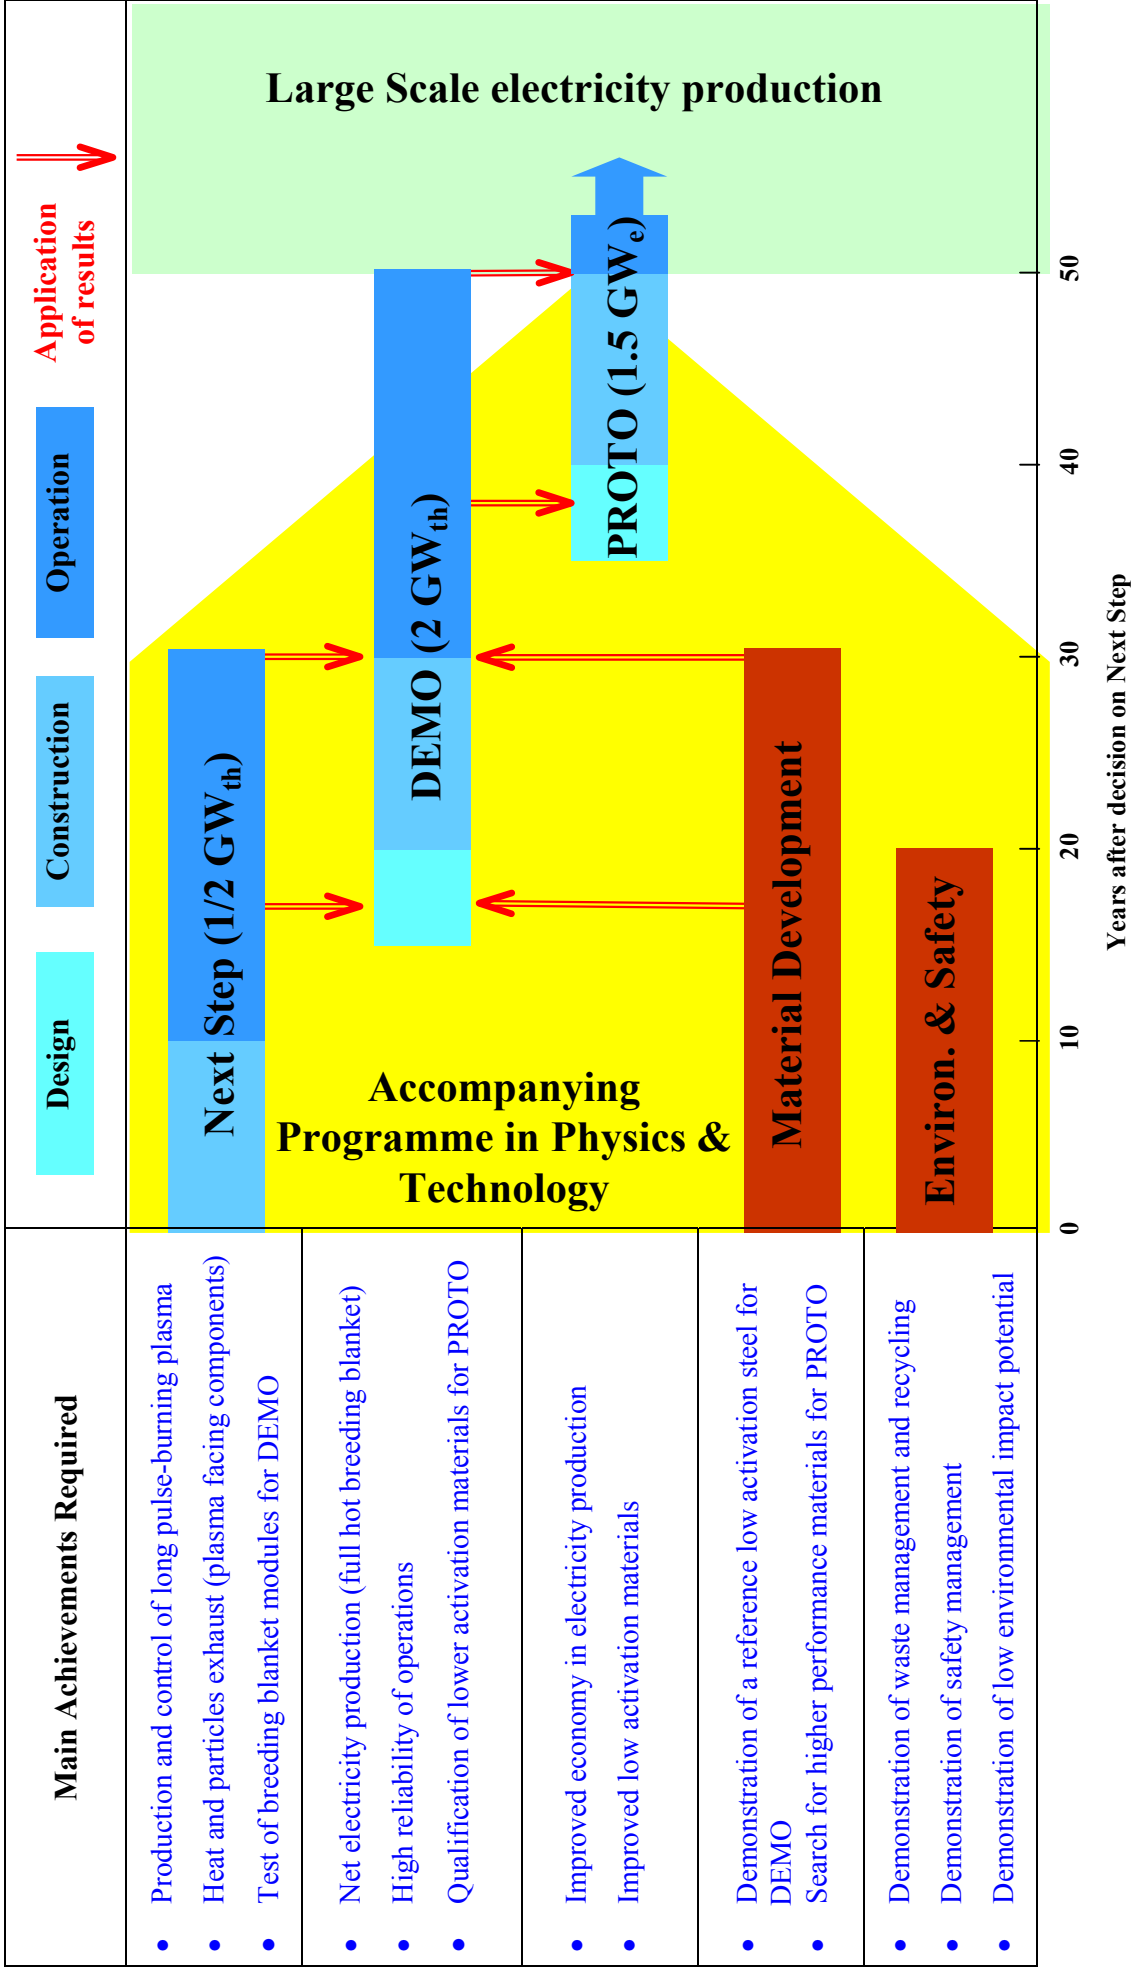 Main Achievements Required
Design
Construction
Operation
Application
of results
• Production and control of long pulse-burning plasma
• Heat and particles exhaust (plasma facing components)
• Test of breeding blanket modules for DEMO
Next Step (1/2 GWth)
• Net electricity production (full hot breeding blanket)
• High reliability of operations
• Qualification of lower activation materials for PROTO
DEMO (2 GWth)
• Improved economy in electricity production
• Improved low activation materials
PROTO (1.5 GWe)
Accompanying
Programme in Physics &
Technology
Large Scale electricity production
• Demonstration of a reference low activation steel for
DEMO
• Search for higher performance materials for PROTO
Material Development
• Demonstration of waste management and recycling
• Demonstration of safety management
• Demonstration of low environmental impact potential
Environ. & Safety
0 10 20 30 40 50
Years after decision on Next Step